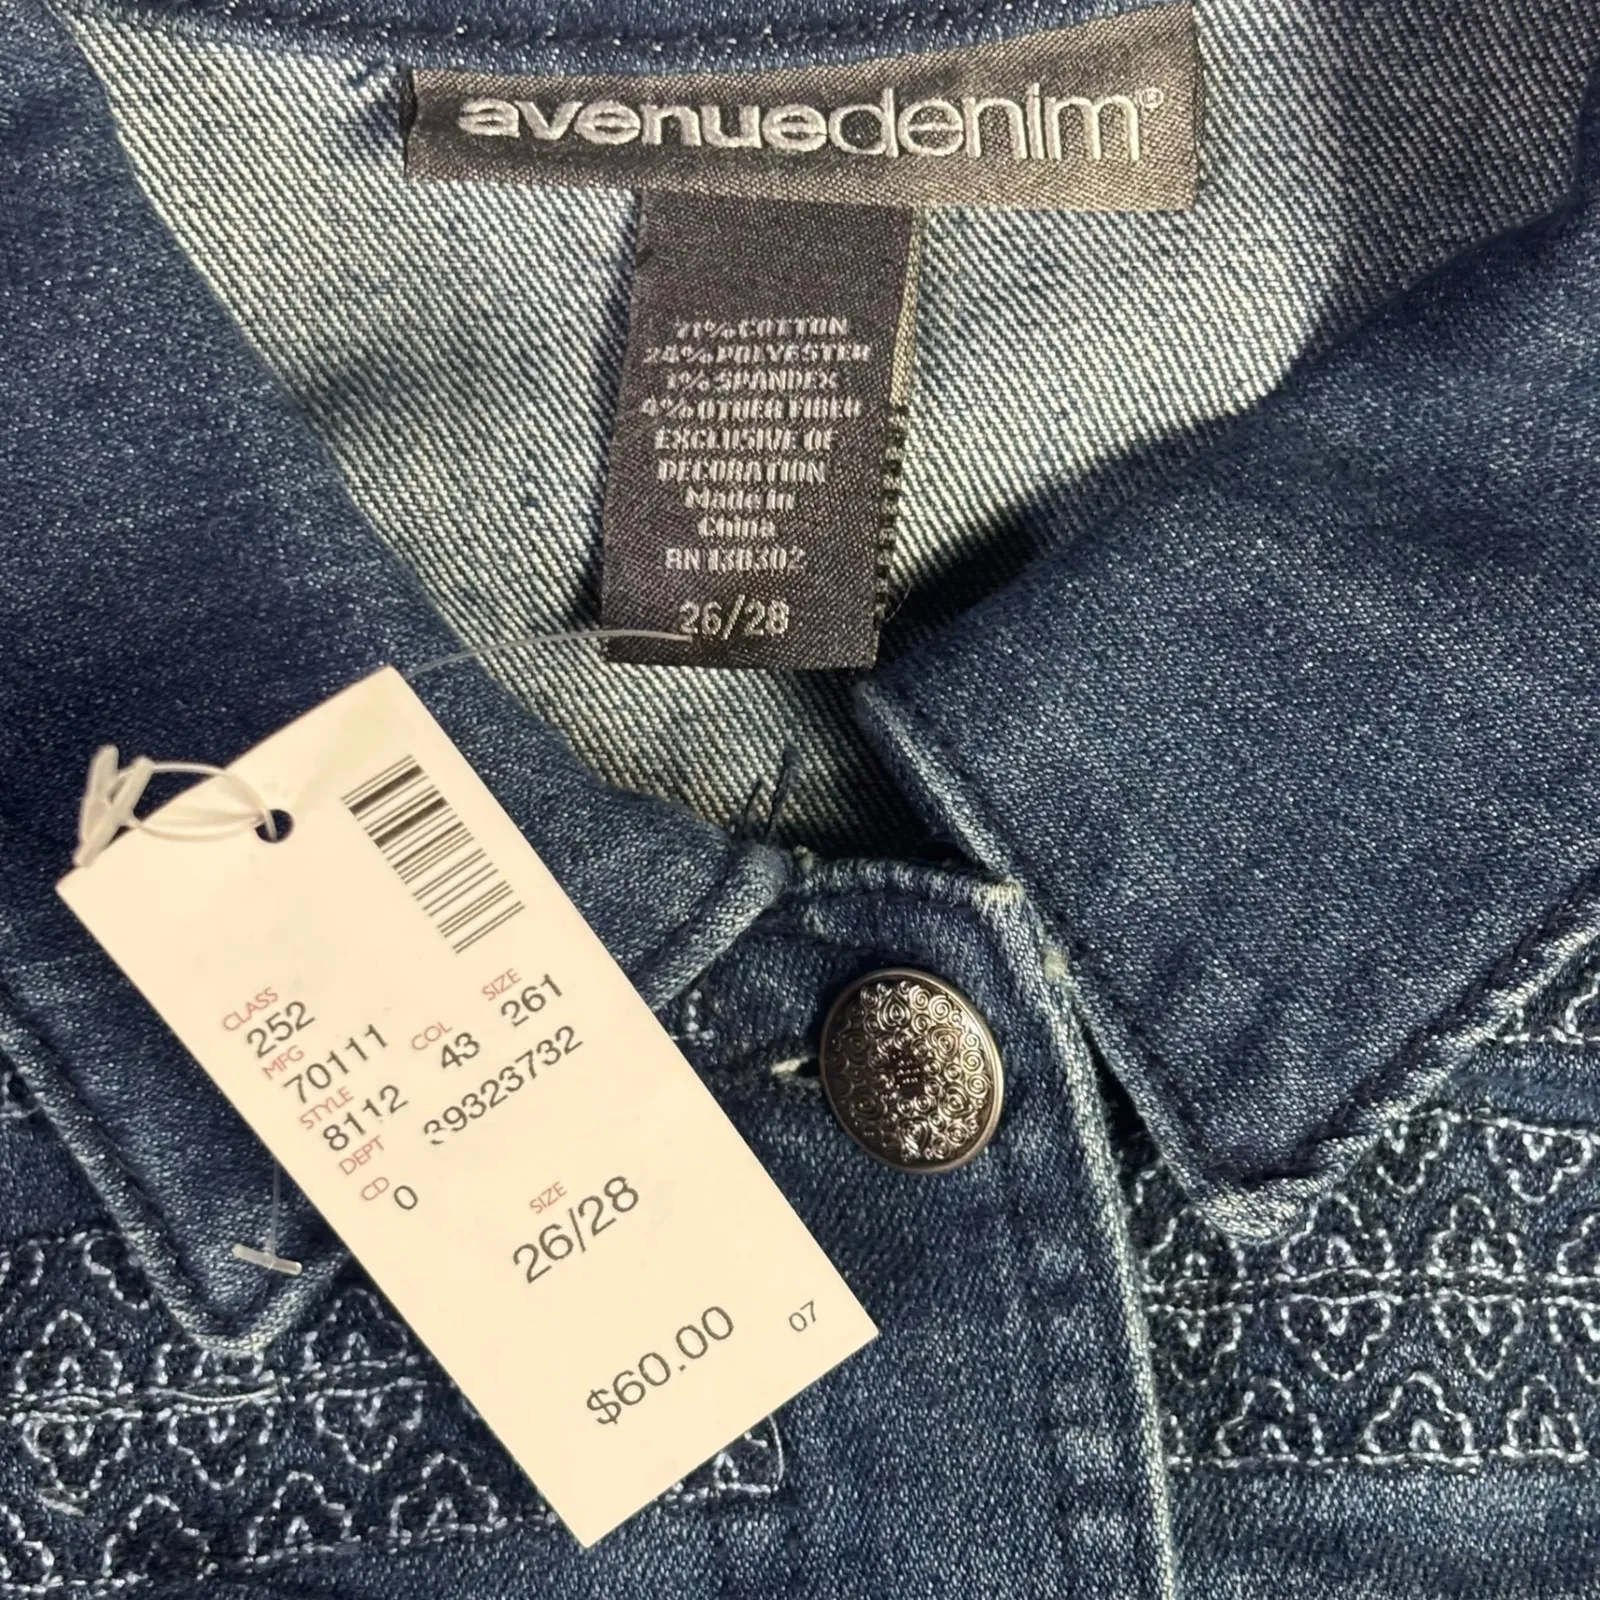 avenuedenim®
71% COTTON
24% POLYESTER
1% SPANDEX
4% OTHER FIBER
EXCLUSIVE OF
DECORATION
Made in
China
RN 130302
26/28
CLASS
252
MFG SIZE
70111 261
STYLE COL
8112 43
DEPT 39323732
CD
0
SIZE
26/28
$60.00 07